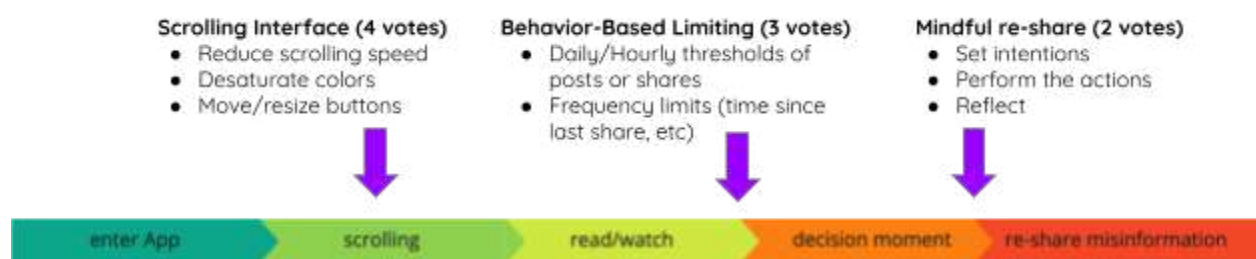 Scrolling Interface (4 votes)
● Reduce scrolling speed
● Desaturate colors
● Move/resize buttons
Behavior-Based Limiting (3 votes)
● Daily/Hourly thresholds of
posts or shares
● Frequency limits (time since
last share, etc)
Mindful re-share (2 votes)
● Set intentions
● Perform the actions
● Reflect
enter App
scrolling
read/watch
decision moment
re-share misinformation